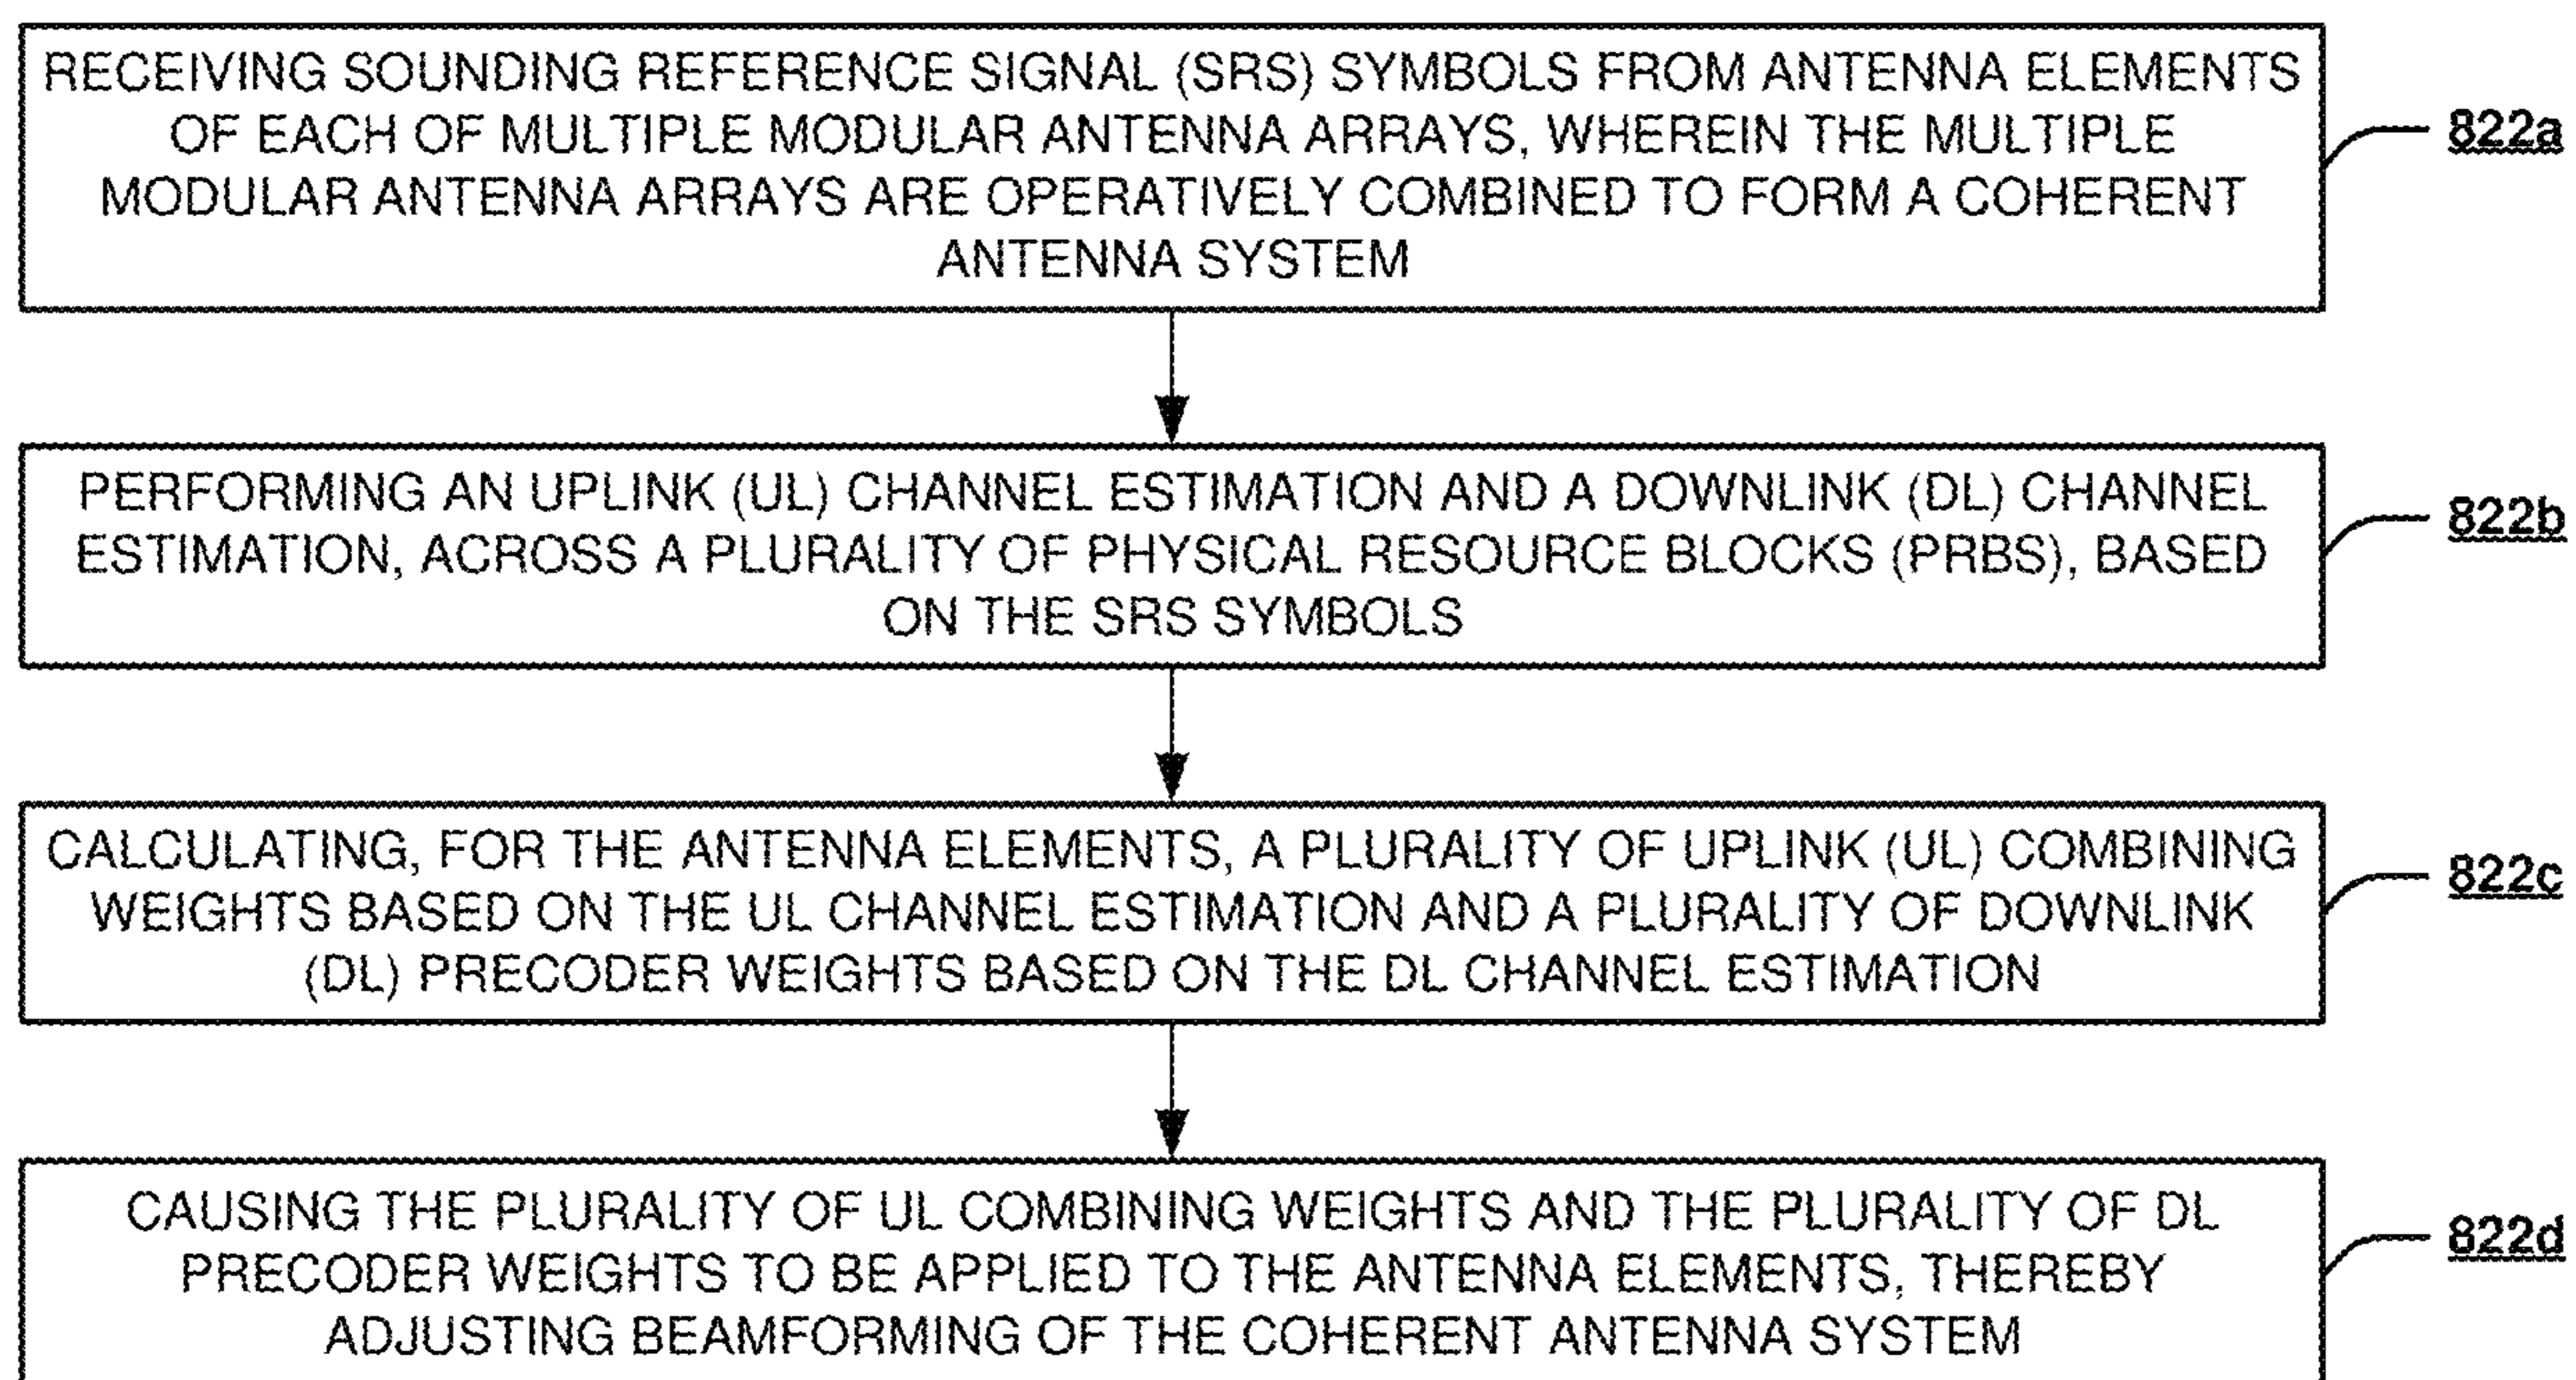 RECEIVING SOUNDING REFERENCE SIGNAL (SRS) SYMBOLS FROM ANTENNA ELEMENTS
OF EACH OF MULTIPLE MODULAR ANTENNA ARRAYS, WHEREIN THE MULTIPLE
MODULAR ANTENNA ARRAYS ARE OPERATIVELY COMBINED TO FORM A COHERENT
ANTENNA SYSTEM
822a
PERFORMING AN UPLINK (UL) CHANNEL ESTIMATION AND A DOWNLINK (DL) CHANNEL
ESTIMATION, ACROSS A PLURALITY OF PHYSICAL RESOURCE BLOCKS (PRBS), BASED
ON THE SRS SYMBOLS
822b
CALCULATING, FOR THE ANTENNA ELEMENTS, A PLURALITY OF UPLINK (UL) COMBINING
WEIGHTS BASED ON THE UL CHANNEL ESTIMATION AND A PLURALITY OF DOWNLINK
(DL) PRECODER WEIGHTS BASED ON THE DL CHANNEL ESTIMATION
822c
CAUSING THE PLURALITY OF UL COMBINING WEIGHTS AND THE PLURALITY OF DL
PRECODER WEIGHTS TO BE APPLIED TO THE ANTENNA ELEMENTS, THEREBY
ADJUSTING BEAMFORMING OF THE COHERENT ANTENNA SYSTEM
822d